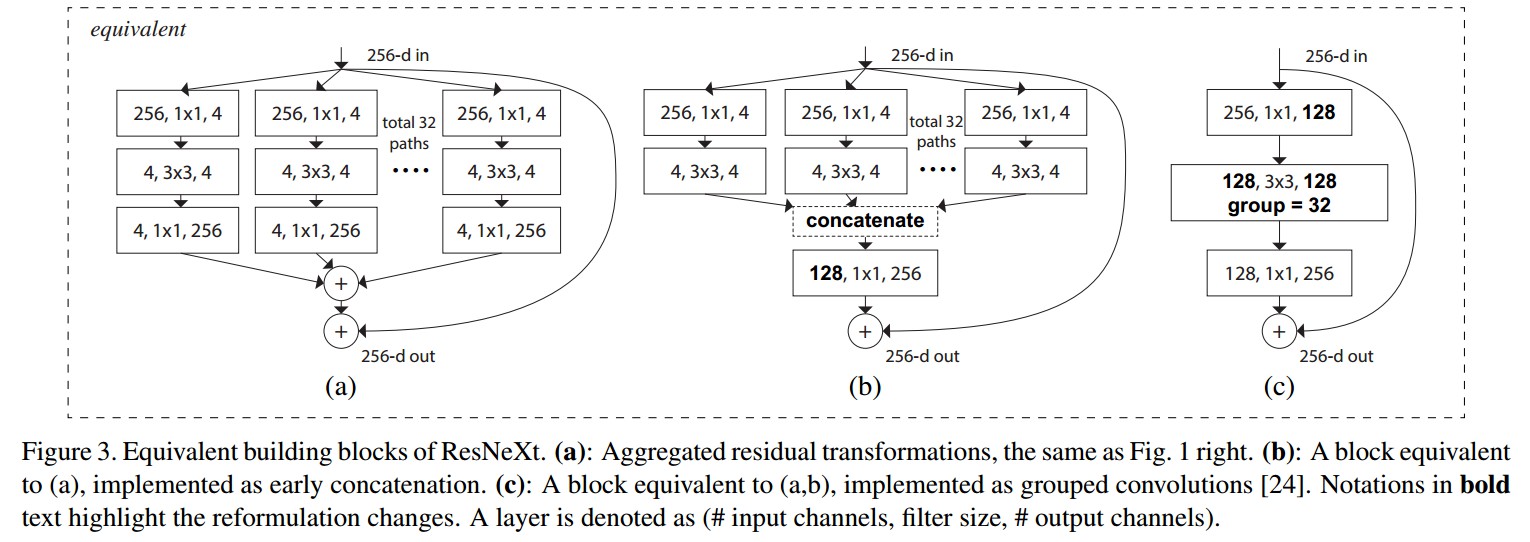 equivalent
256-d in
256, 1x1, 4
256, 1x1, 4
total 32
paths
256, 1x1, 4
4, 3x3, 4
4, 3x3, 4
....
4, 3x3, 4
4, 1x1, 256
4, 1x1, 256
4, 1x1, 256
+
+
256-d out
(a)
256-d in
256, 1x1, 4
256, 1x1, 4
total 32
paths
256, 1x1, 4
4, 3x3, 4
4, 3x3, 4
....
4, 3x3, 4
concatenate
128, 1x1, 256
+
256-d out
(b)
256-d in
256, 1x1, 128
128, 3x3, 128
group = 32
128, 1x1, 256
+
256-d out
(c)
Figure 3. Equivalent building blocks of ResNeXt. (a): Aggregated residual transformations, the same as Fig. 1 right. (b): A block equivalent
to (a), implemented as early concatenation. (c): A block equivalent to (a,b), implemented as grouped convolutions [24]. Notations in bold
text highlight the reformulation changes. A layer is denoted as (# input channels, filter size, # output channels).